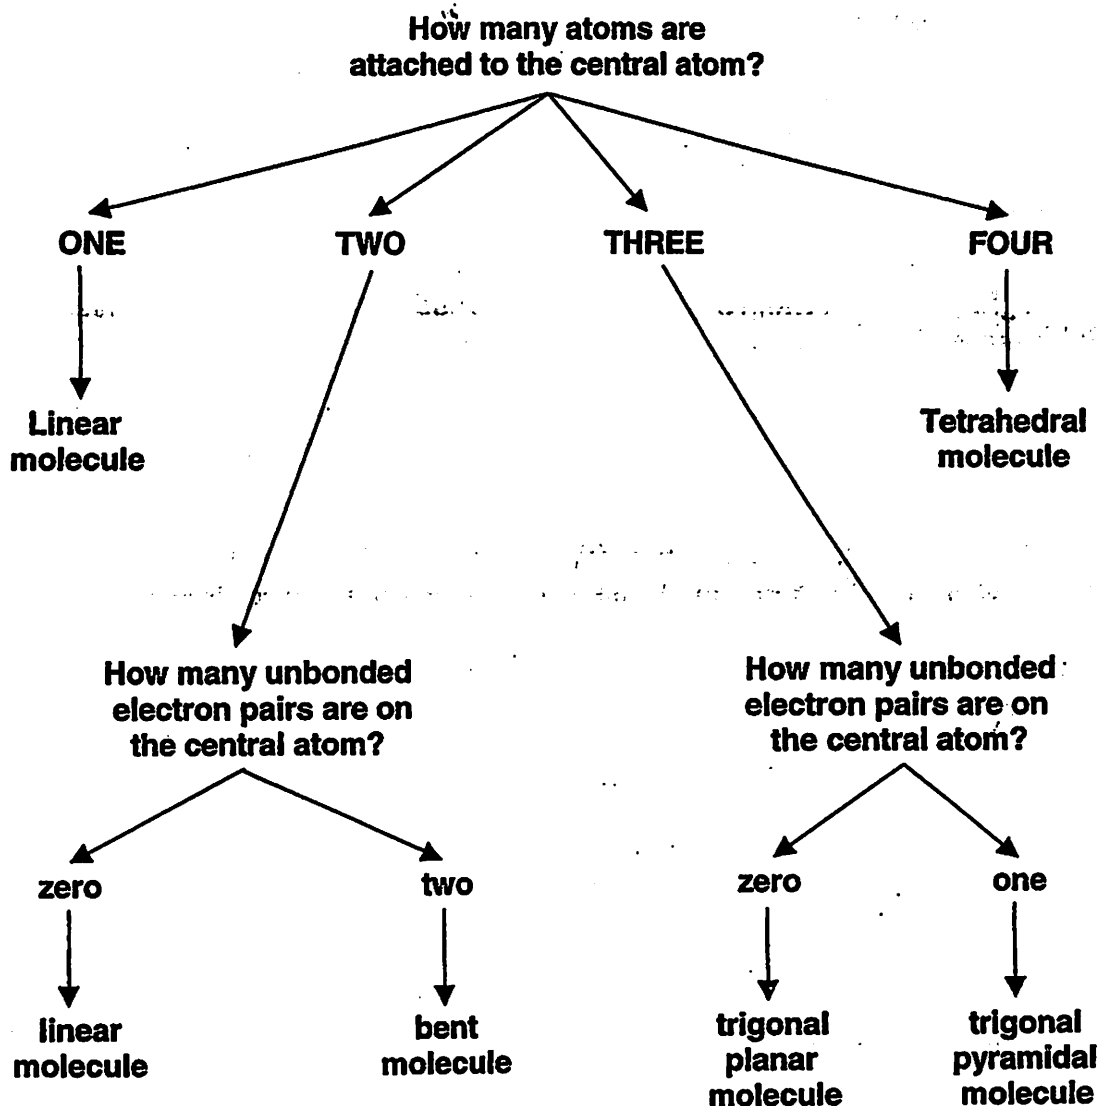 How many atoms are
attached to the central atom?
ONE
TWO
THREE
FOUR
Linear
molecule
Tetrahedral
molecule
How many unbonded
electron pairs are on
the central atom?
How many unbonded
electron pairs are on
the central atom?
zero
two
zero
one
linear
molecule
bent
molecule
trigonal
planar
molecule
trigonal
pyramidal
molecule